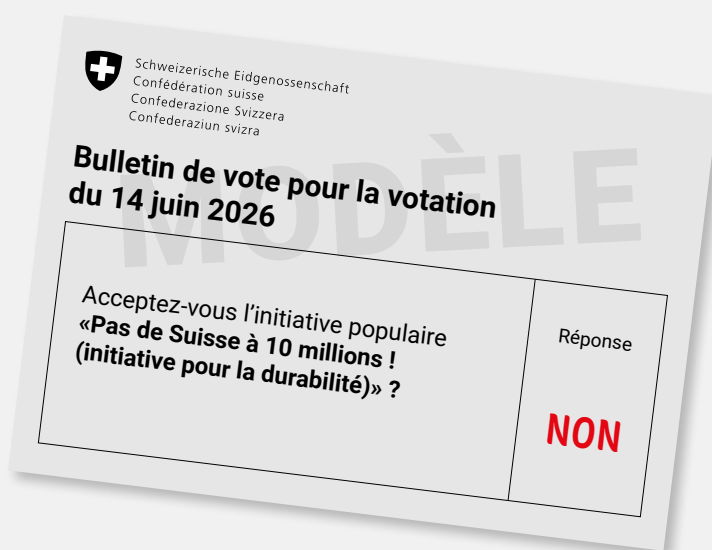 Schweizerische Eidgenossenschaft
Confédération suisse
Confederazione Svizzera
Confederaziun svizra
MODÈLE
Bulletin de vote pour la votation
du 14 juin 2026
Acceptez-vous l’initiative populaire
«Pas de Suisse à 10 millions !
(initiative pour la durabilité)» ?
Réponse
NON